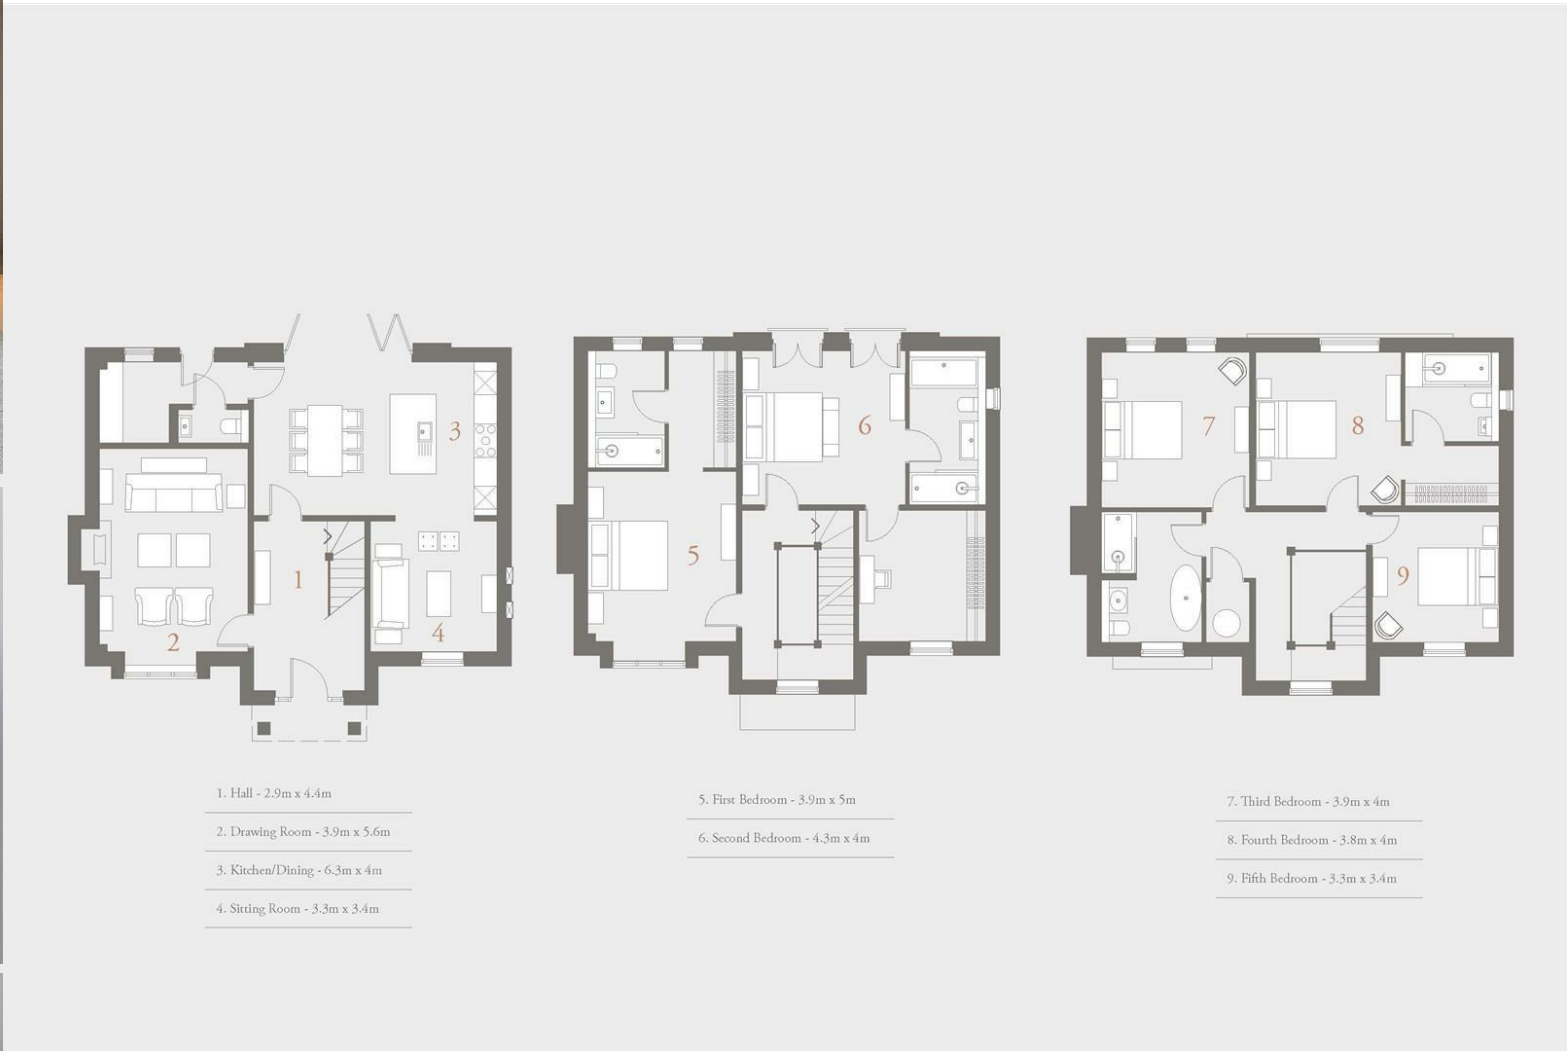 3
1
2
4
6
5
7
8
9
1. Hall - 2.9m x 4.4m
2. Drawing Room - 3.9m x 5.6m
3. Kitchen/Dining - 6.3m x 4m
4. Sitting Room - 3.3m x 3.4m
5. First Bedroom - 3.9m x 5m
6. Second Bedroom - 4.3m x 4m
7. Third Bedroom - 3.9m x 4m
8. Fourth Bedroom - 3.8m x 4m
9. Fifth Bedroom - 3.3m x 3.4m